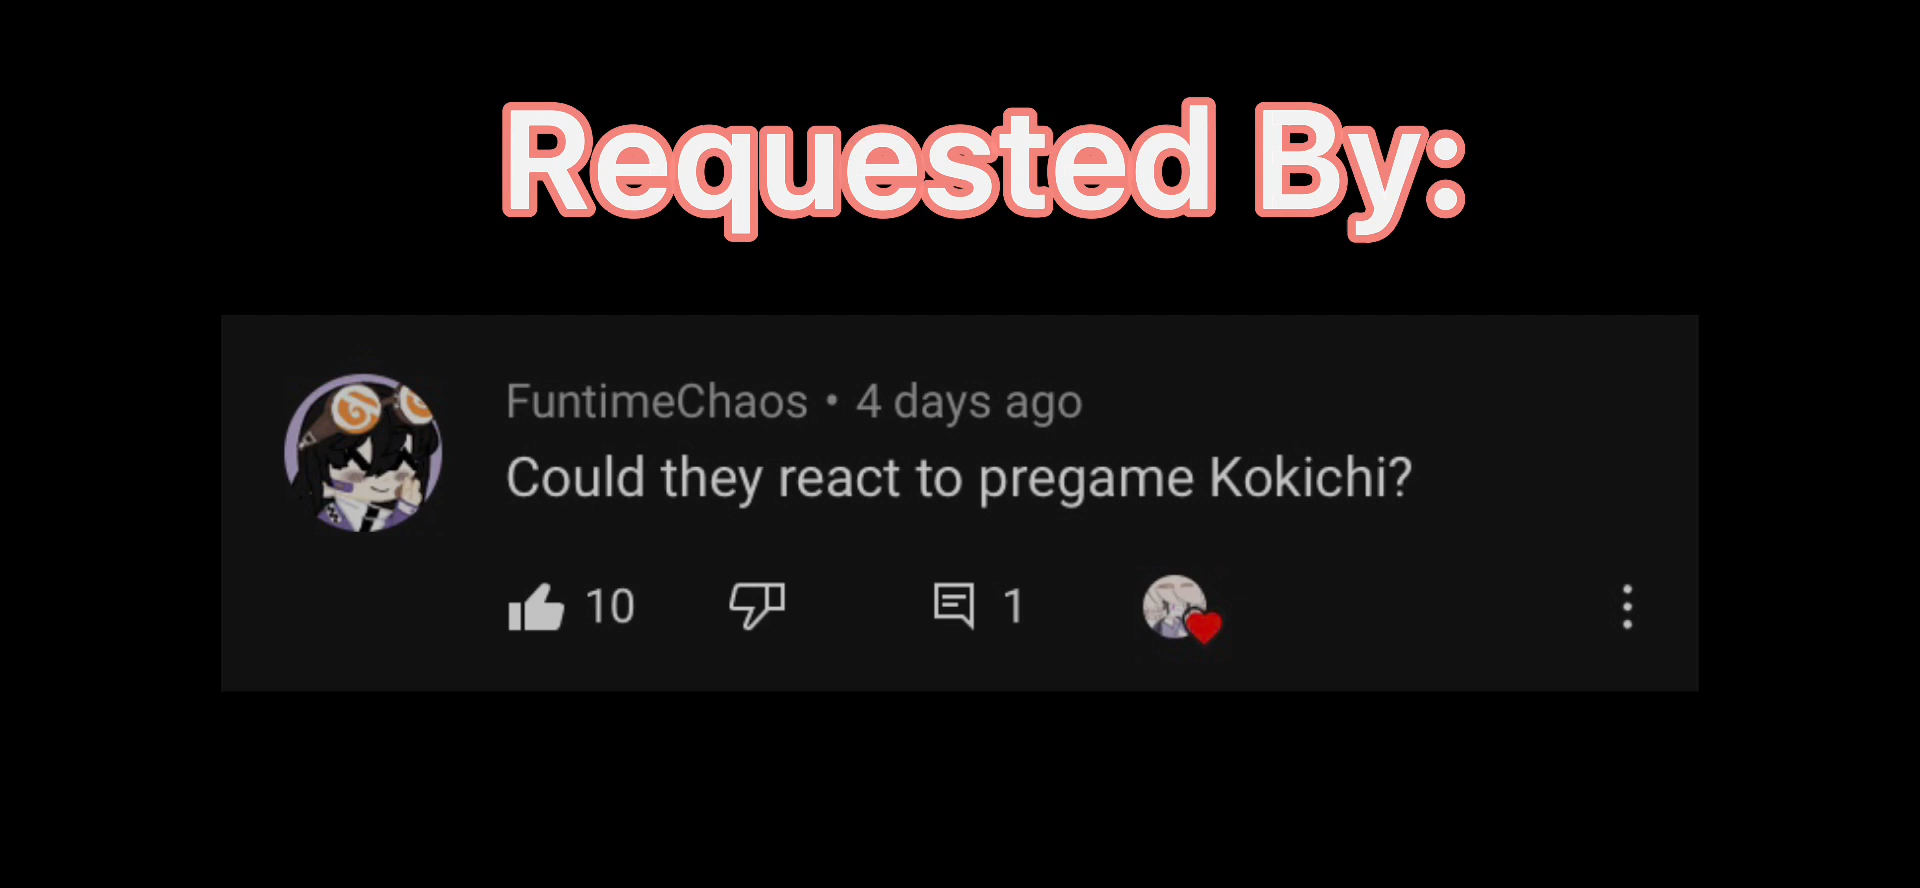 Requested By:
FuntimeChaos • 4 days ago
Could they react to pregame Kokichi?
10
1